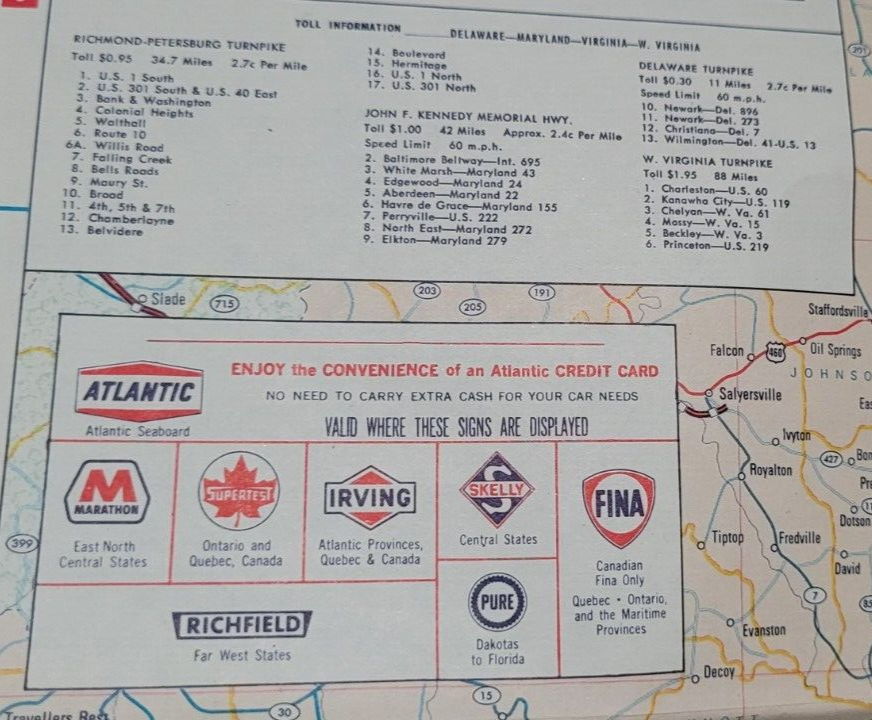 TOLL INFORMATION DELAWARE—MARYLAND—VIRGINIA—W. VIRGINIA
RICHMOND-PETERSBURG TURNPIKE
Toll $0.95 34.7 Miles 2.7c Per Mile
1. U.S. 1 South
2. U.S. 301 South & U.S. 40 East
3. Bank & Washington
4. Colonial Heights
5. Walthall
6. Route 10
6A. Willis Road
7. Falling Creek
8. Bells Roads
9. Maury St.
10. Broad
11. 4th, 5th & 7th
12. Chamberlayne
13. Belvidere
14. Boulevard
15. Hermitage
16. U.S. 1 North
17. U.S. 301 North
JOHN F. KENNEDY MEMORIAL HWY.
Toll $1.00 42 Miles Approx. 2.4c Per Mile
Speed Limit 60 m.p.h.
2. Baltimore Beltway—Int. 695
3. White Marsh—Maryland 43
4. Edgewood—Maryland 24
5. Aberdeen—Maryland 22
6. Havre de Grace—Maryland 155
7. Perryville—U.S. 222
8. North East—Maryland 272
9. Elkton—Maryland 279
DELAWARE TURNPIKE
Toll $0.30 11 Miles 2.7c Per Mile
Speed Limit 60 m.p.h.
10. Newark—Del. 896
11. Newark—Del. 273
12. Christiana—Del. 7
13. Wilmington—Del. 41-U.S. 13
W. VIRGINIA TURNPIKE
Toll $1.95 88 Miles
1. Charleston—U.S. 60
2. Kanawha City—U.S. 119
3. Chelyan—W. Va. 61
4. Mossy—W. Va. 15
5. Beckley—W. Va. 3
6. Princeton—U.S. 219
201
LA
Slade
715
203
205
191
Staffordsville
Falcon
460
Oil Springs
JOHNSO
Salyersville
Eas
Ivyton
427
Bon
Royalton
Pre
Dotson
399
Tiptop
Fredville
David
7
85
Evanston
Decoy
15
30
Travellers Rest
ATLANTIC
Atlantic Seaboard
ENJOY the CONVENIENCE of an Atlantic CREDIT CARD
NO NEED TO CARRY EXTRA CASH FOR YOUR CAR NEEDS
VALID WHERE THESE SIGNS ARE DISPLAYED
M
MARATHON
East North
Central States
SUPERTEST
Ontario and
Quebec, Canada
IRVING
Atlantic Provinces,
Quebec & Canada
S
SKELLY
Central States
FINA
Canadian
Fina Only
Quebec • Ontario,
and the Maritime
Provinces
RICHFIELD
Far West States
PURE
Dakotas
to Florida